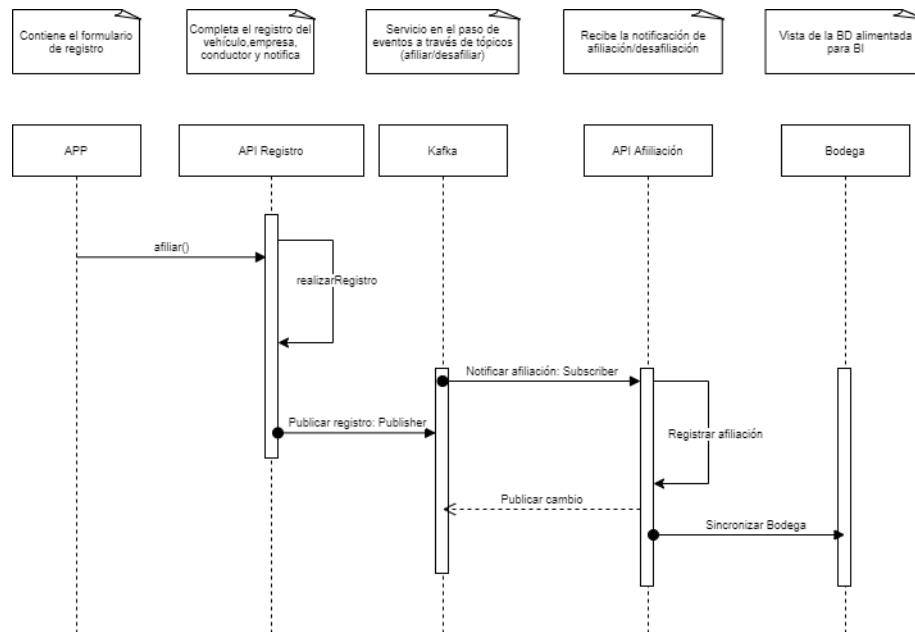 Contiene el formulario
de registro
Completa el registro del
vehículo,empresa,
conductor y notifica
Servicio en el paso de
eventos a través de tópicos
(afiliar/desafiliar)
Recibe la notificación de
afiliación/desafiliación
Vista de la BD alimentada
para BI
APP
API Registro
Kafka
API Afiiliación
Bodega
afiliar()
realizarRegistro
Notificar afiliación: Subscriber
Publicar registro: Publisher
Registrar afiliación
Publicar cambio
Sincronizar Bodega